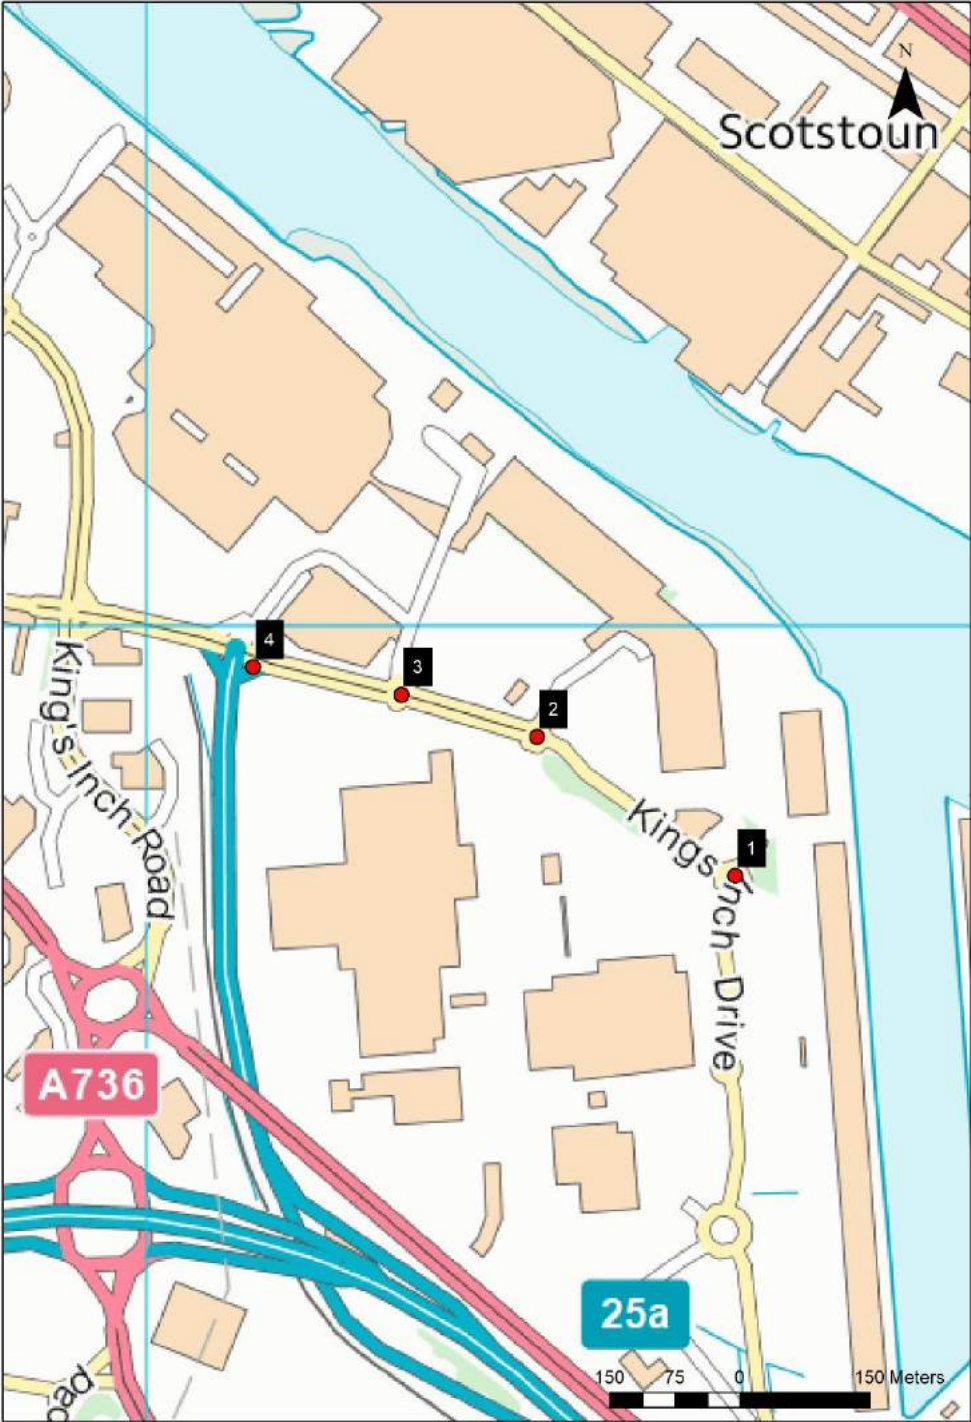 N
Scotstoun
4
3
2
1
King's Inch Road
Kings Inch Drive
A736
25a
oad
150 75 0 150 Meters